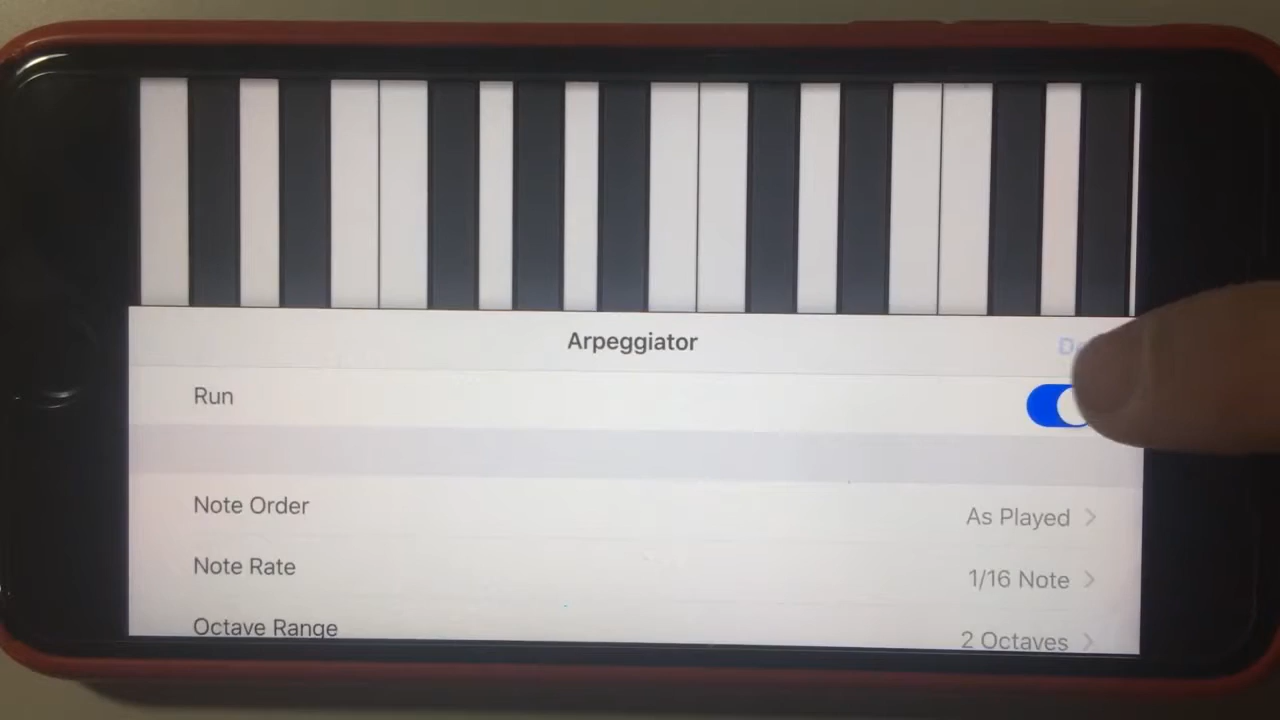 Arpeggiator
Run
Note Order As Played
Note Rate 1/16 Note
Octave Range 2 Octaves